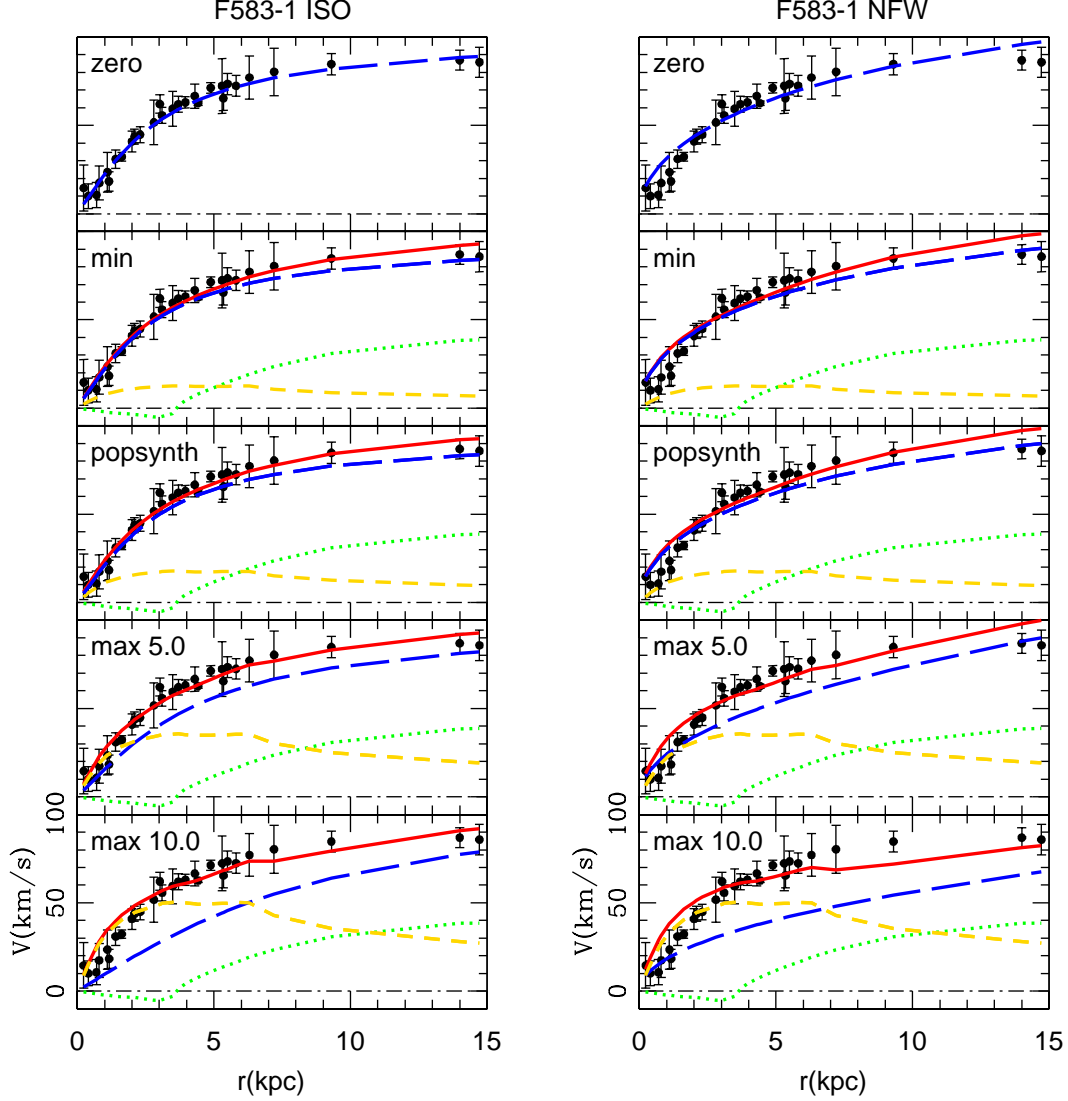 F583-1 ISO
F583-1 NFW
zero
zero
min
min
popsynth
popsynth
max 5.0
max 5.0
max 10.0
max 10.0
100
50
0
V(km/s)
100
50
0
V(km/s)
0 5 10 15
0 5 10 15
r(kpc)
r(kpc)